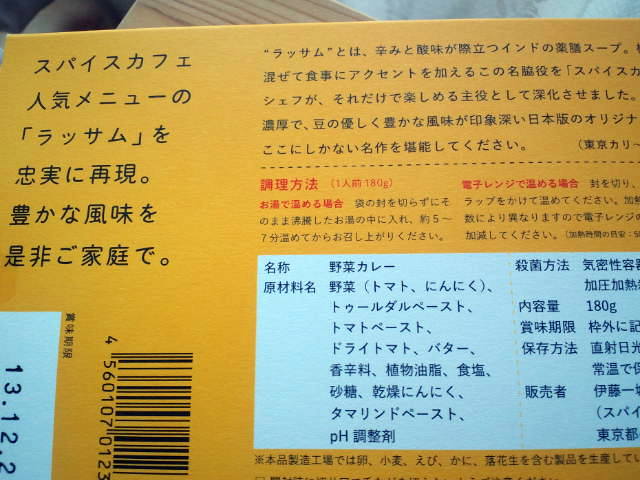 スパイスカフェ
人気メニューの
「ラッサム」を
忠実に再現。
豊かな風味を
是非ご家庭で。
“ラッサム”とは、辛みと酸味が際立つインドの薬膳スープ。
混ぜて食事にアクセントを加えるこの名脇役を「スパイスカ
シェフが、それだけで楽しめる主役として深化させました。
濃厚で、豆の優しく豊かな風味が印象深い日本版のオリジナ
ここにしかない名作を堪能してください。 （東京カリ〜
調理方法 （1人前 180g）
お湯で温める場合 袋の封を切らずにそ
のまま沸騰したお湯の中に入れ、約5〜
7分温めてからお召し上がりください。
電子レンジで温める場合 封を切り、
ラップをかけて温めてください。加熱
数により異なりますので電子レンジの
加減してください。（加熱時間の目安：50
名称 野菜カレー
原材料名 野菜（トマト、にんにく）、
トゥールダルペースト、
トマトペースト、
ドライトマト、バター、
香辛料、植物油脂、食塩、
砂糖、乾燥にんにく、
タマリンドペースト、
pH調整剤
殺菌方法 気密性容器
加圧加熱
内容量 180g
賞味期限 枠外に記
保存方法 直射日光
常温で保
販売者 伊藤一城
（スパイ
東京都
※本品製造工場では卵、小麦、えび、かに、落花生を含む製品を生産してい
賞味期限
13.12.2
4 560107 0123